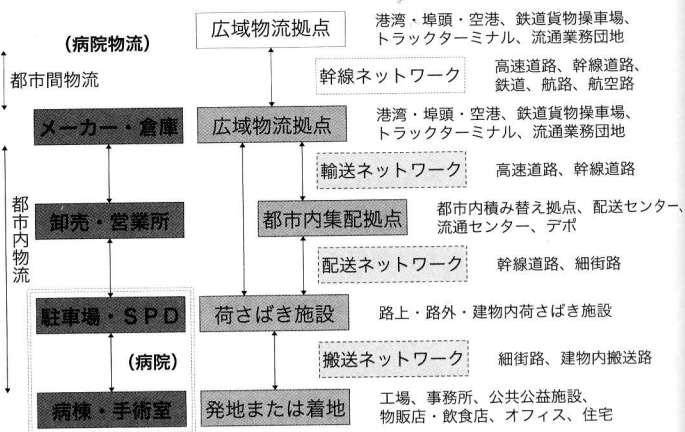 (病院物流)
都市間物流
都市内物流
広域物流拠点
港湾・埠頭・空港、鉄道貨物操車場、
トラックターミナル、流通業務団地
幹線ネットワーク
高速道路、幹線道路、
鉄道、航路、航空路
メーカー・倉庫
広域物流拠点
港湾・埠頭・空港、鉄道貨物操車場、
トラックターミナル、流通業務団地
輸送ネットワーク
高速道路、幹線道路
卸売・営業所
都市内集配拠点
都市内積み替え拠点、配送センター、
流通センター、デポ
配送ネットワーク
幹線道路、細街路
駐車場・SPD
荷さばき施設
路上・路外・建物内荷さばき施設
(病院)
搬送ネットワーク
細街路、建物内搬送路
病棟・手術室
発地または着地
工場、事務所、公共公益施設、
物販店・飲食店、オフィス、住宅